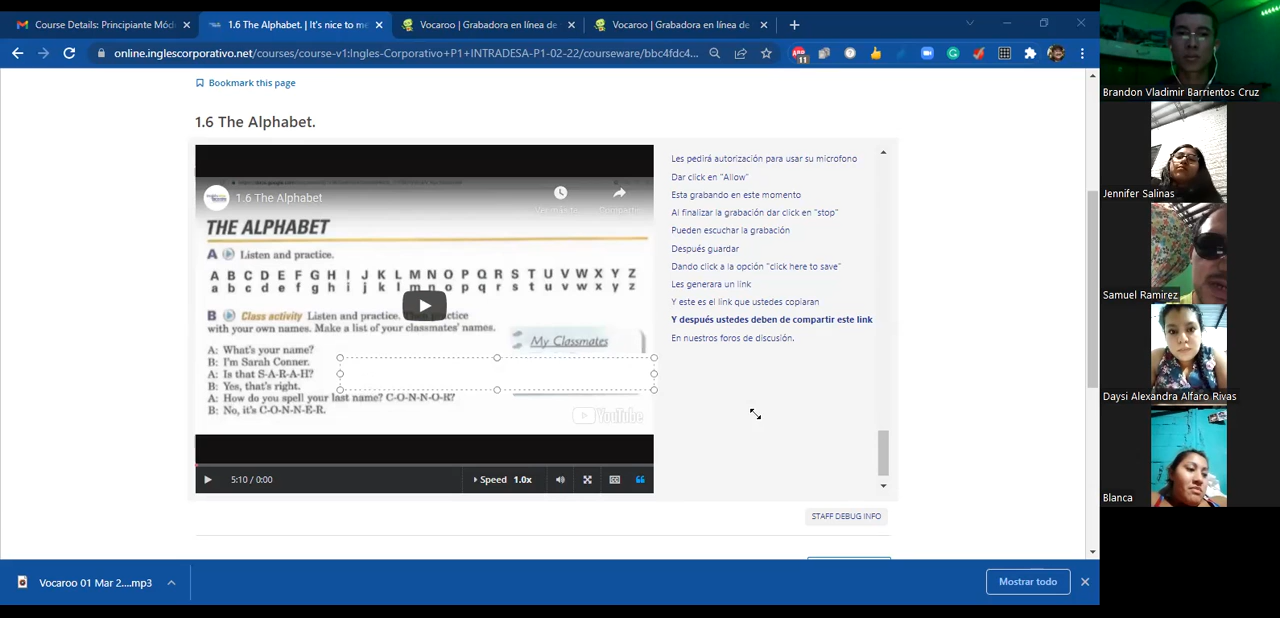 Course Details: Principiante Mód
1.6 The Alphabet. | It's nice to me
Vocaroo | Grabadora en línea de
Vocaroo | Grabadora en línea de
online.inglescorporativo.net/courses/course-v1:Ingles-Corporativo+P1+INTRADESA-P1-02-22/courseware/bbc4fdc4...
11
Bookmark this page
1.6 The Alphabet.
1.6 The Alphabet
THE ALPHABET
A Listen and practice.
A B C D E F G H I J K L M N O P Q R S T U V W X Y Z
a b c d e f g h i j k l m n o p q r s t u v w x y z
B Class activity Listen and practice. Then practice
with your own names. Make a list of your classmates' names.
My Classmates
A: What's your name?
B: I'm Sarah Conner.
A: Is that S-A-R-A-H?
B: Yes, that's right.
A: How do you spell your last name? C-O-N-N-O-R?
B: No, it's C-O-N-N-E-R.
YouTube
5:10 / 0:00
Speed 1.0x
Les pedirá autorización para usar su microfono
Dar click en "Allow"
Esta grabando en este momento
Al finalizar la grabación dar click en "stop"
Pueden escuchar la grabación
Después guardar
Dando click a la opción "click here to save"
Les generara un link
Y este es el link que ustedes copiaran
Y después ustedes deben de compartir este link
En nuestros foros de discusión.
STAFF DEBUG INFO
Vocaroo 01 Mar 2....mp3
Mostrar todo
Brandon Vladimir Barrientos Cruz
Jennifer Salinas
Samuel Ramirez
Daysi Alexandra Alfaro Rivas
Blanca